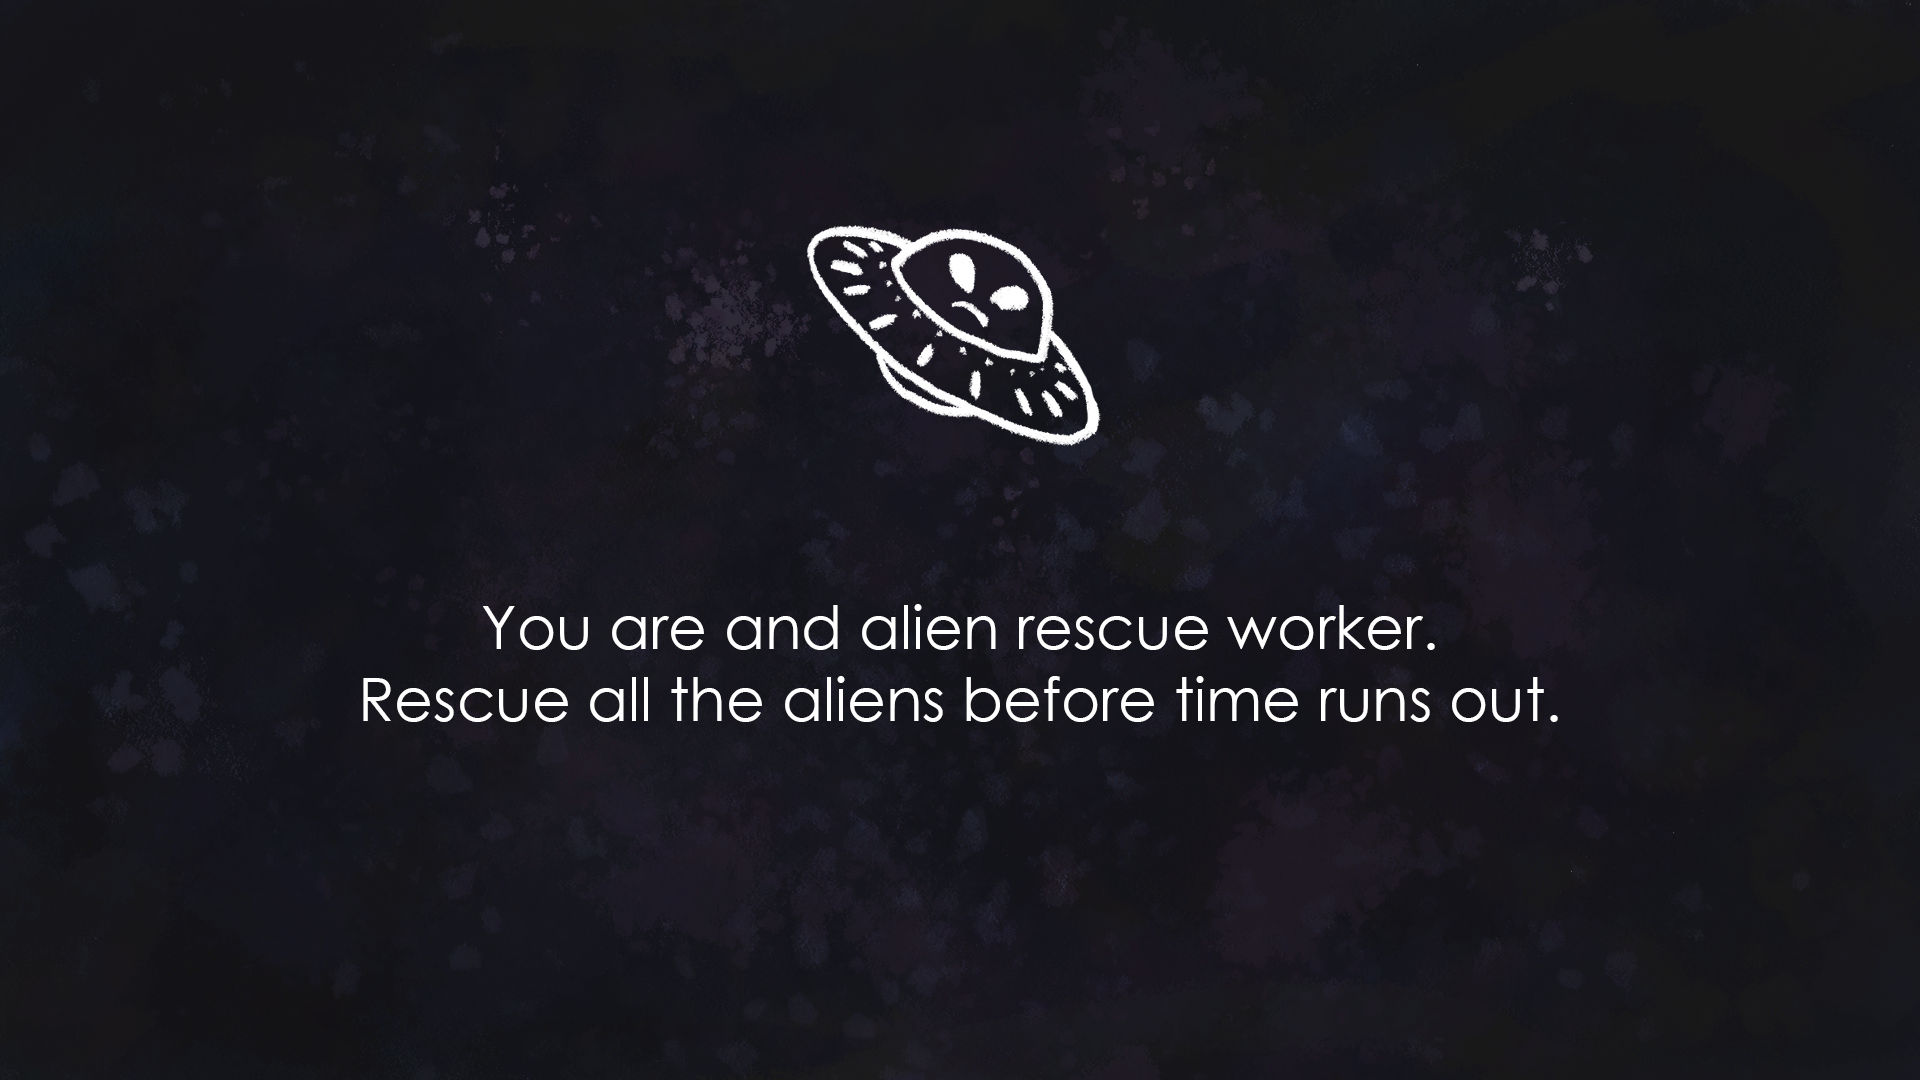 You are and alien rescue worker.
Rescue all the aliens before time runs out.